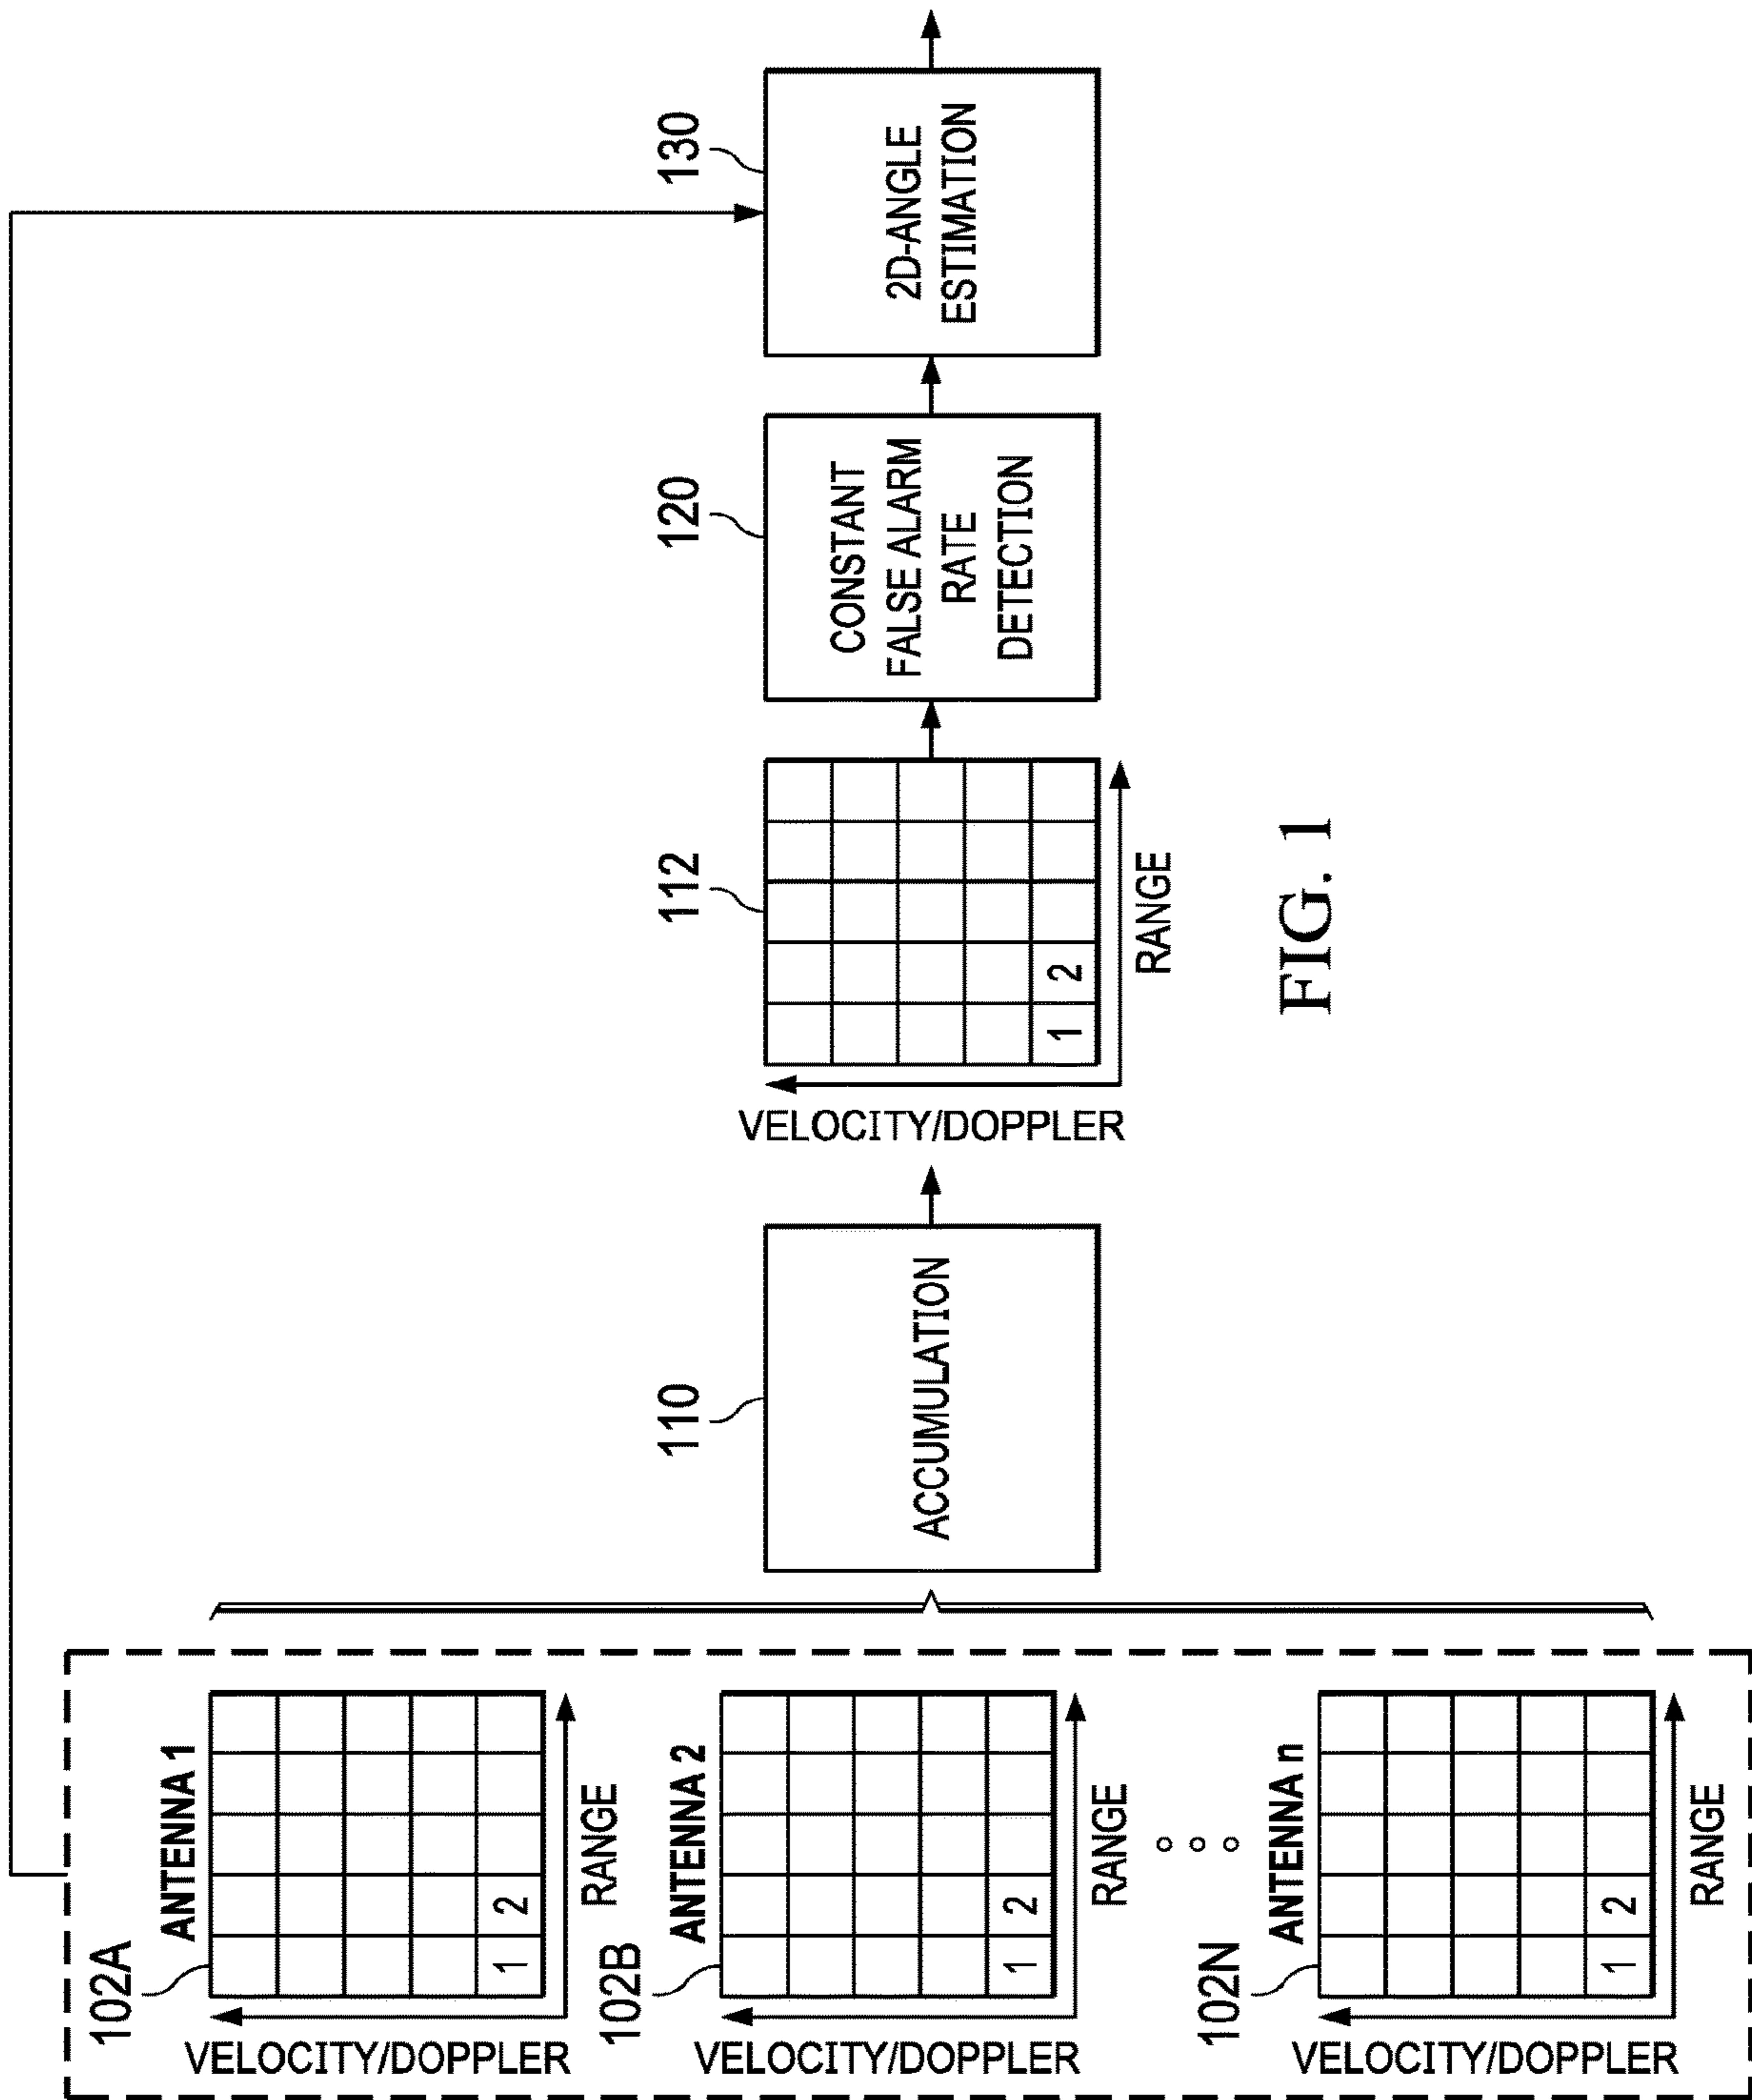 102A
ANTENNA 1
VELOCITY/DOPPLER
1 2
RANGE
102B
ANTENNA 2
VELOCITY/DOPPLER
1 2
RANGE
102N
ANTENNA n
VELOCITY/DOPPLER
1 2
RANGE
110
ACCUMULATION
112
VELOCITY/DOPPLER
1 2
RANGE
120
CONSTANT
FALSE ALARM
RATE
DETECTION
130
2D-ANGLE
ESTIMATION
FIG. 1